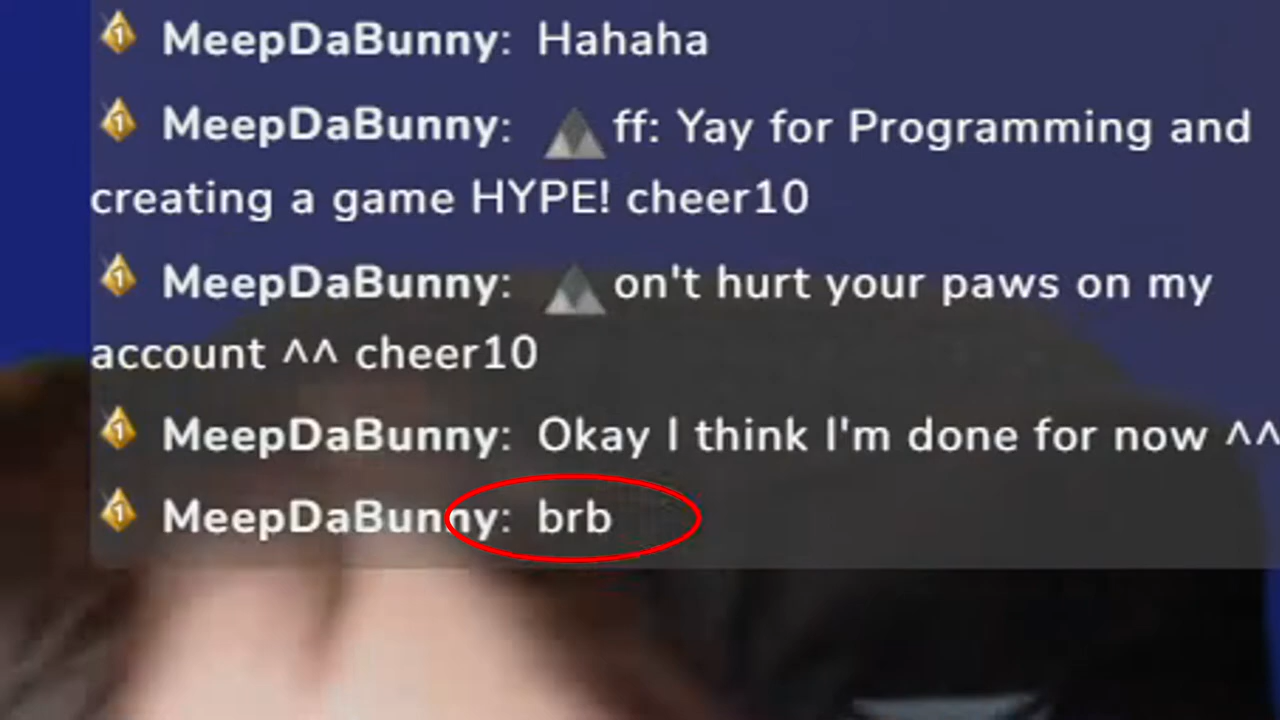 MeepDaBunny: Hahaha
MeepDaBunny: ff: Yay for Programming and
creating a game HYPE! cheer10
MeepDaBunny: on't hurt your paws on my
account ^^ cheer10
MeepDaBunny: Okay I think I'm done for now ^^
MeepDaBunny: brb